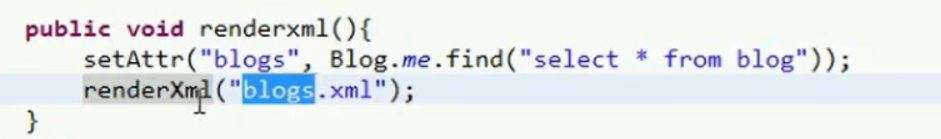 public void renderxml(){
setAttr("blogs", Blog.me.find("select * from blog"));
renderXml("blogs.xml");
}